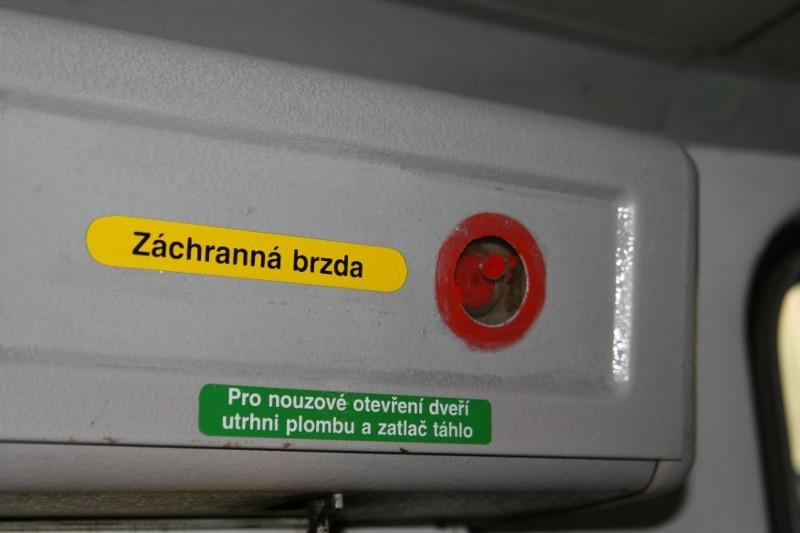 Záchranná brzda
Pro nouzové otevření dveří
utrhni plombu a zatlač táhlo